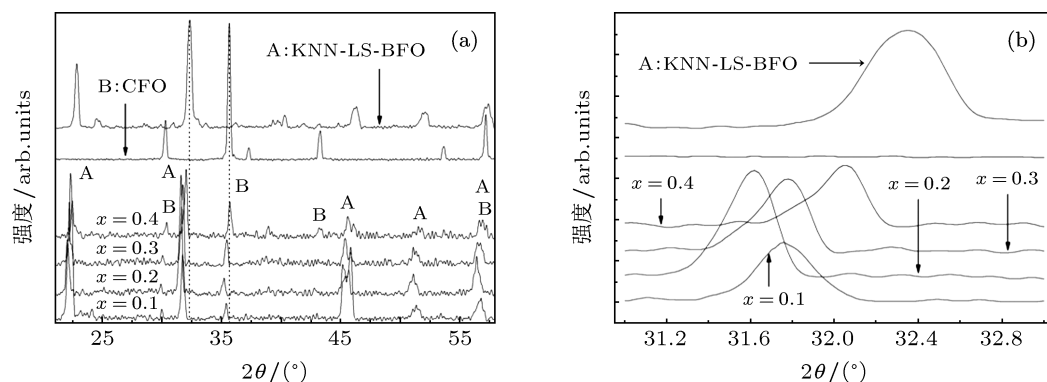 (a)
A:KNN-LS-BFO
B:CFO
A
A
B
B
B
A
A
A
B
x=0.4
x=0.3
x=0.2
x=0.1
25
35
45
55
2θ/(°)
强度/arb.units
(b)
A:KNN-LS-BFO
x=0.4
x=0.2
x=0.3
x=0.1
31.2
31.6
32.0
32.4
32.8
2θ/(°)
强度/arb.units